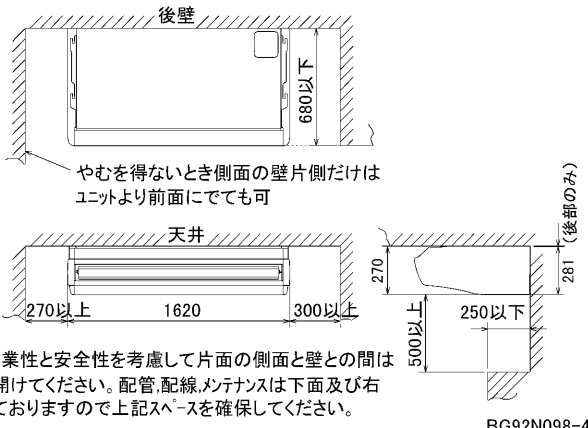 後壁
680以下
やむを得ないとき側面の壁片側だけは
ユニットより前面にでても可
天井
270以上
1620
300以上
270
500以上
250以下
281
(後部のみ)
業性と安全性を考慮して片面の側面と壁との間は
開けてください。配管,配線,メンテナンスは下面及び右
ておりますので上記スペースを確保してください。